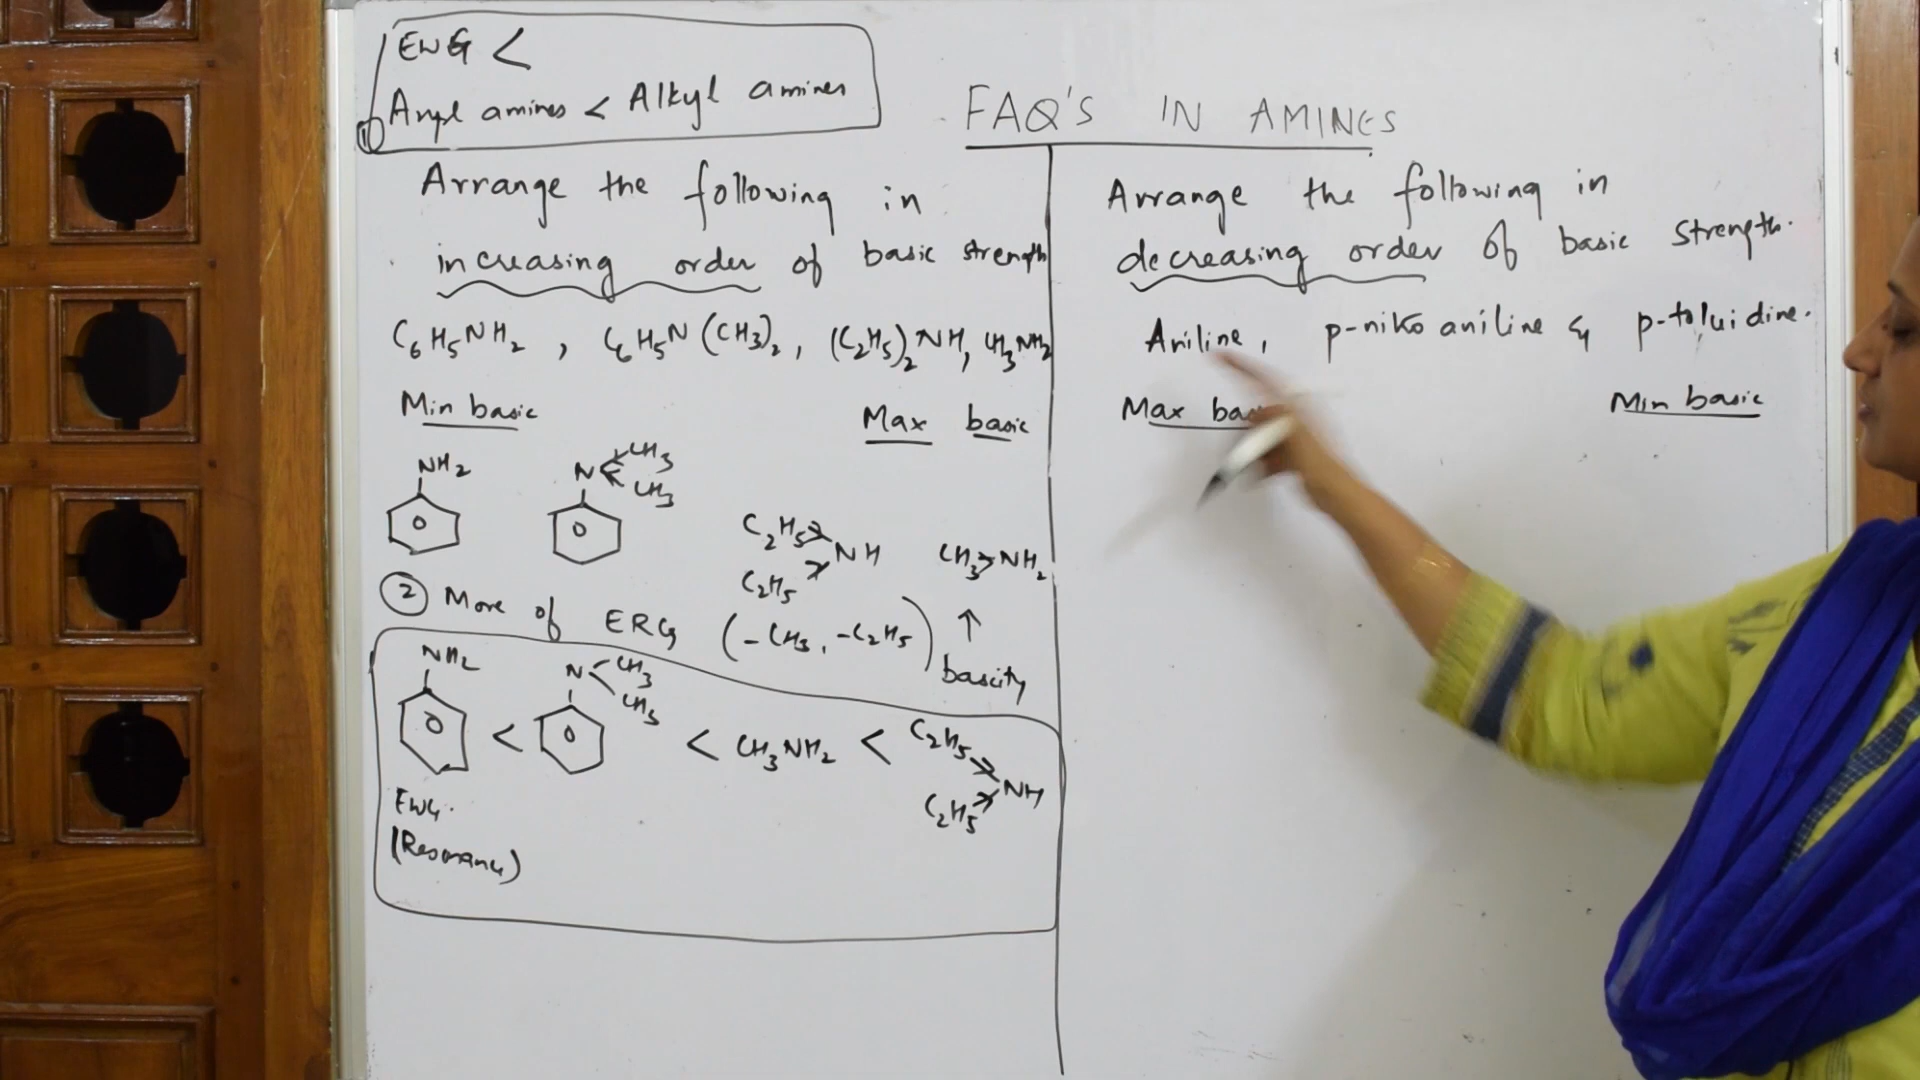 EWG <
Aryl amines < Alkyl amines
1)
FAQ'S IN AMINES
Arrange the following in
increasing order of basic strength
C6H5NH2, C6H5N(CH3)2, (C2H5)2NH, CH3NH2
Min basic Max basic
NH2
N CH3
CH3
C2H5
C2H5 NH
CH3 NH2
② More of ERG (-CH3, -C2H5) ↑
bascity
NH2
N CH3
CH3
< < CH3NH2 < C2H5
C2H5 NH
EWG.
(Resonance)
Arrange the following in
decreasing order of basic strength.
Aniline, p-nitro aniline & p-toluidine.
Max Min basic